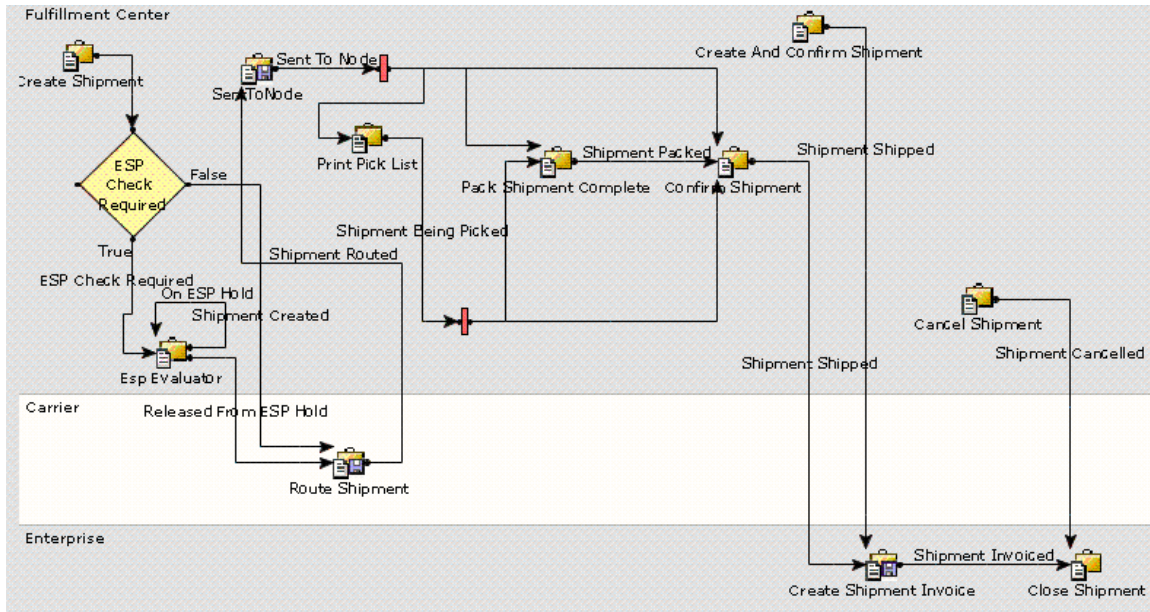 Fulfillment Center
Create Shipment
Sent To Node
SentToNode
Create And Confirm Shipment
Print Pick List
Shipment Packed
Pack Shipment Complete
Confirm Shipment
Shipment Shipped
ESP
Check
Required
False
True
Shipment Being Picked
Shipment Routed
ESP Check Required
On ESP Hold
Shipment Created
Esp Evaluator
Cancel Shipment
Shipment Cancelled
Shipment Shipped
Carrier
Released From ESP Hold
Route Shipment
Enterprise
Shipment Invoiced
Create Shipment Invoice
Close Shipment